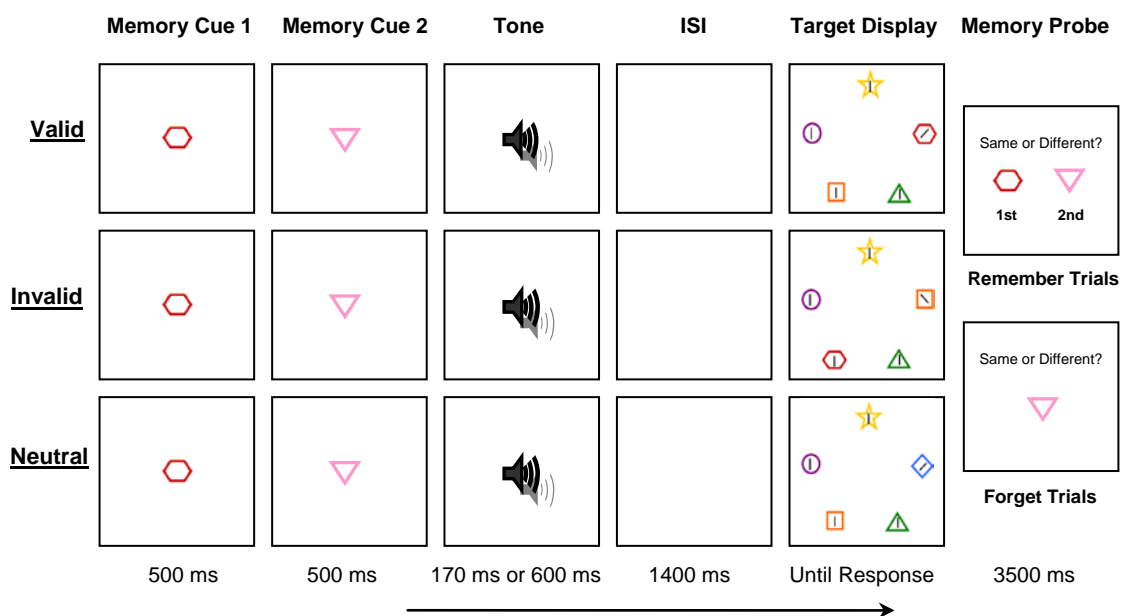 Memory Cue 1 Memory Cue 2 Tone ISI Target Display Memory Probe
Valid
Same or Different?
1st 2nd
Remember Trials
Invalid
Same or Different?
Neutral
Forget Trials
500 ms 500 ms 170 ms or 600 ms 1400 ms Until Response 3500 ms